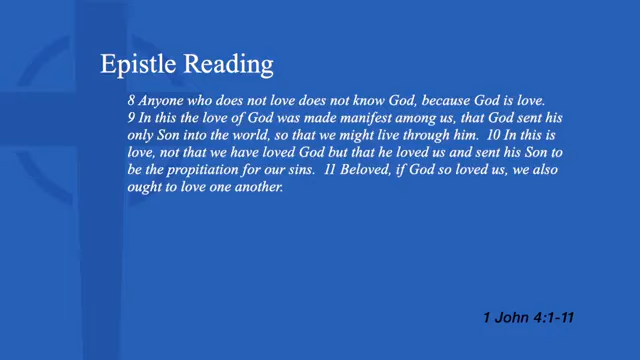 Epistle Reading
8 Anyone who does not love does not know God, because God is love.
9 In this the love of God was made manifest among us, that God sent his
only Son into the world, so that we might live through him.  10 In this is
love, not that we have loved God but that he loved us and sent his Son to
be the propitiation for our sins.  11 Beloved, if God so loved us, we also
ought to love one another.
1 John 4:1-11